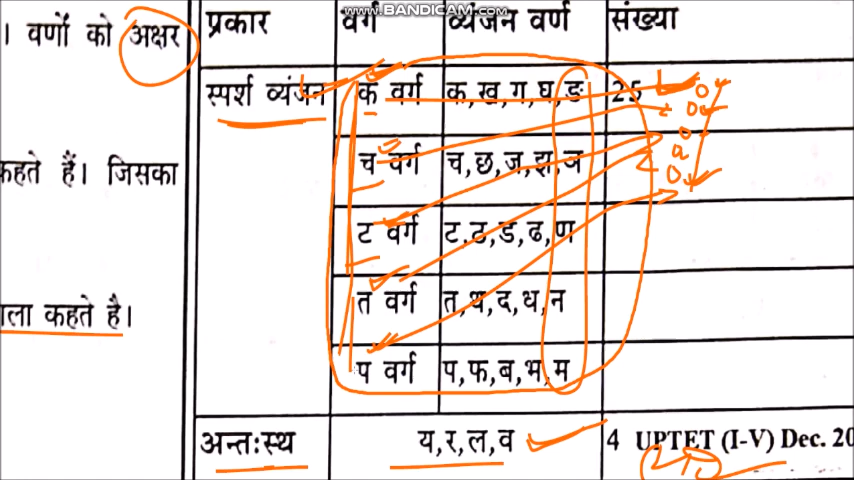 www.BANDICAM.com
। वर्णों को अक्षर
प्रकार वर्ग व्यंजन वर्ण संख्या
स्पर्श व्यंजन क वर्ग क,ख,ग,घ,ङ 25
कहते हैं। जिसका च वर्ग च,छ,ज,झ,ञ
ट वर्ग ट,ठ,ड,ढ,ण
ाला कहते है। त वर्ग त,थ,द,ध,न
प वर्ग प,फ,ब,भ,म
अन्तःस्थ य,र,ल,व 4 UPTET (I-V) Dec. 20